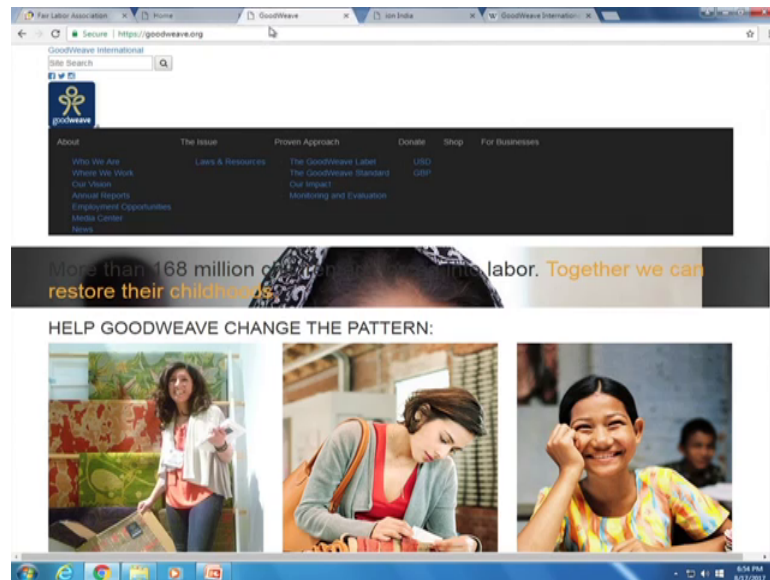 Fair Labor Association
Home
GoodWeave
ion India
GoodWeave Internation
Secure | https://goodweave.org
GoodWeave International
Site Search
goodweave
About The Issue Proven Approach Donate Shop For Businesses
Who We Are Laws & Resources The GoodWeave Label USD
Where We Work The GoodWeave Standard GBP
Our Vision Our Impact
Annual Reports Monitoring and Evaluation
Employment Opportunities
Media Center
News
More than 168 million into labor. Together we can
restore their childhoods.
HELP GOODWEAVE CHANGE THE PATTERN:
6:54 PM